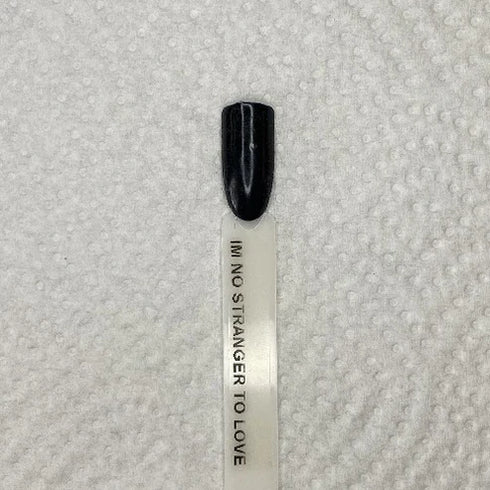 IM NO STRANGER TO LOVE